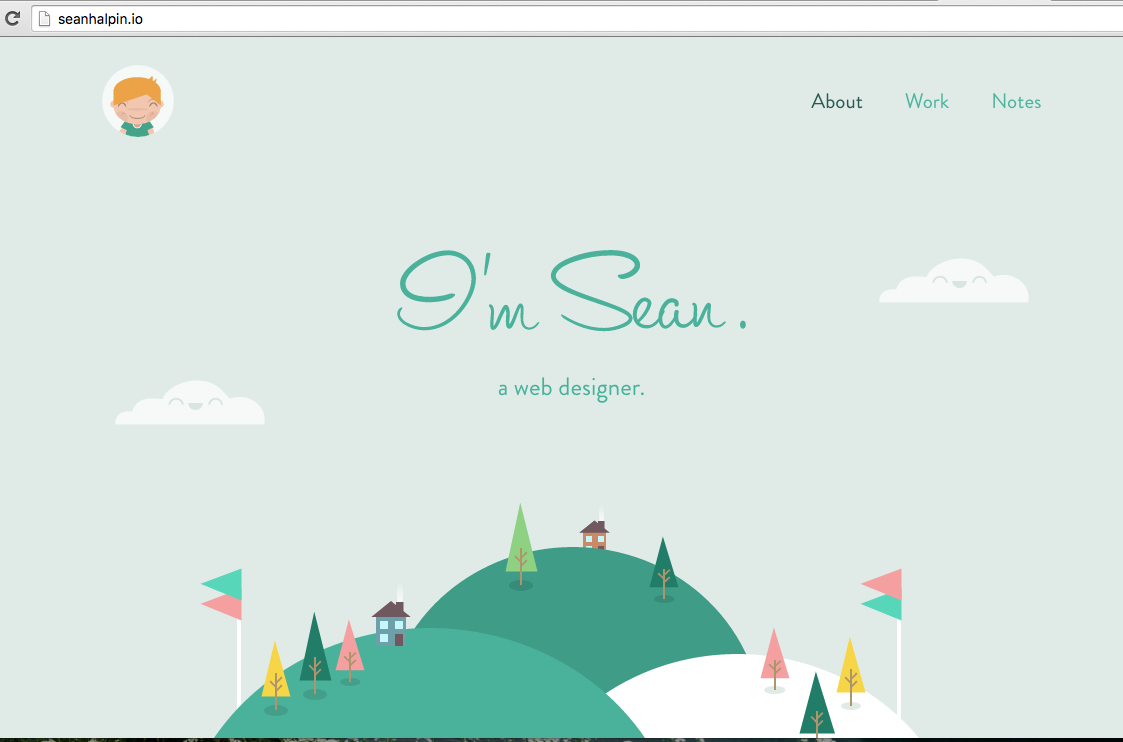 seanhalpin.io
About Work Notes
I'm Sean.
a web designer.